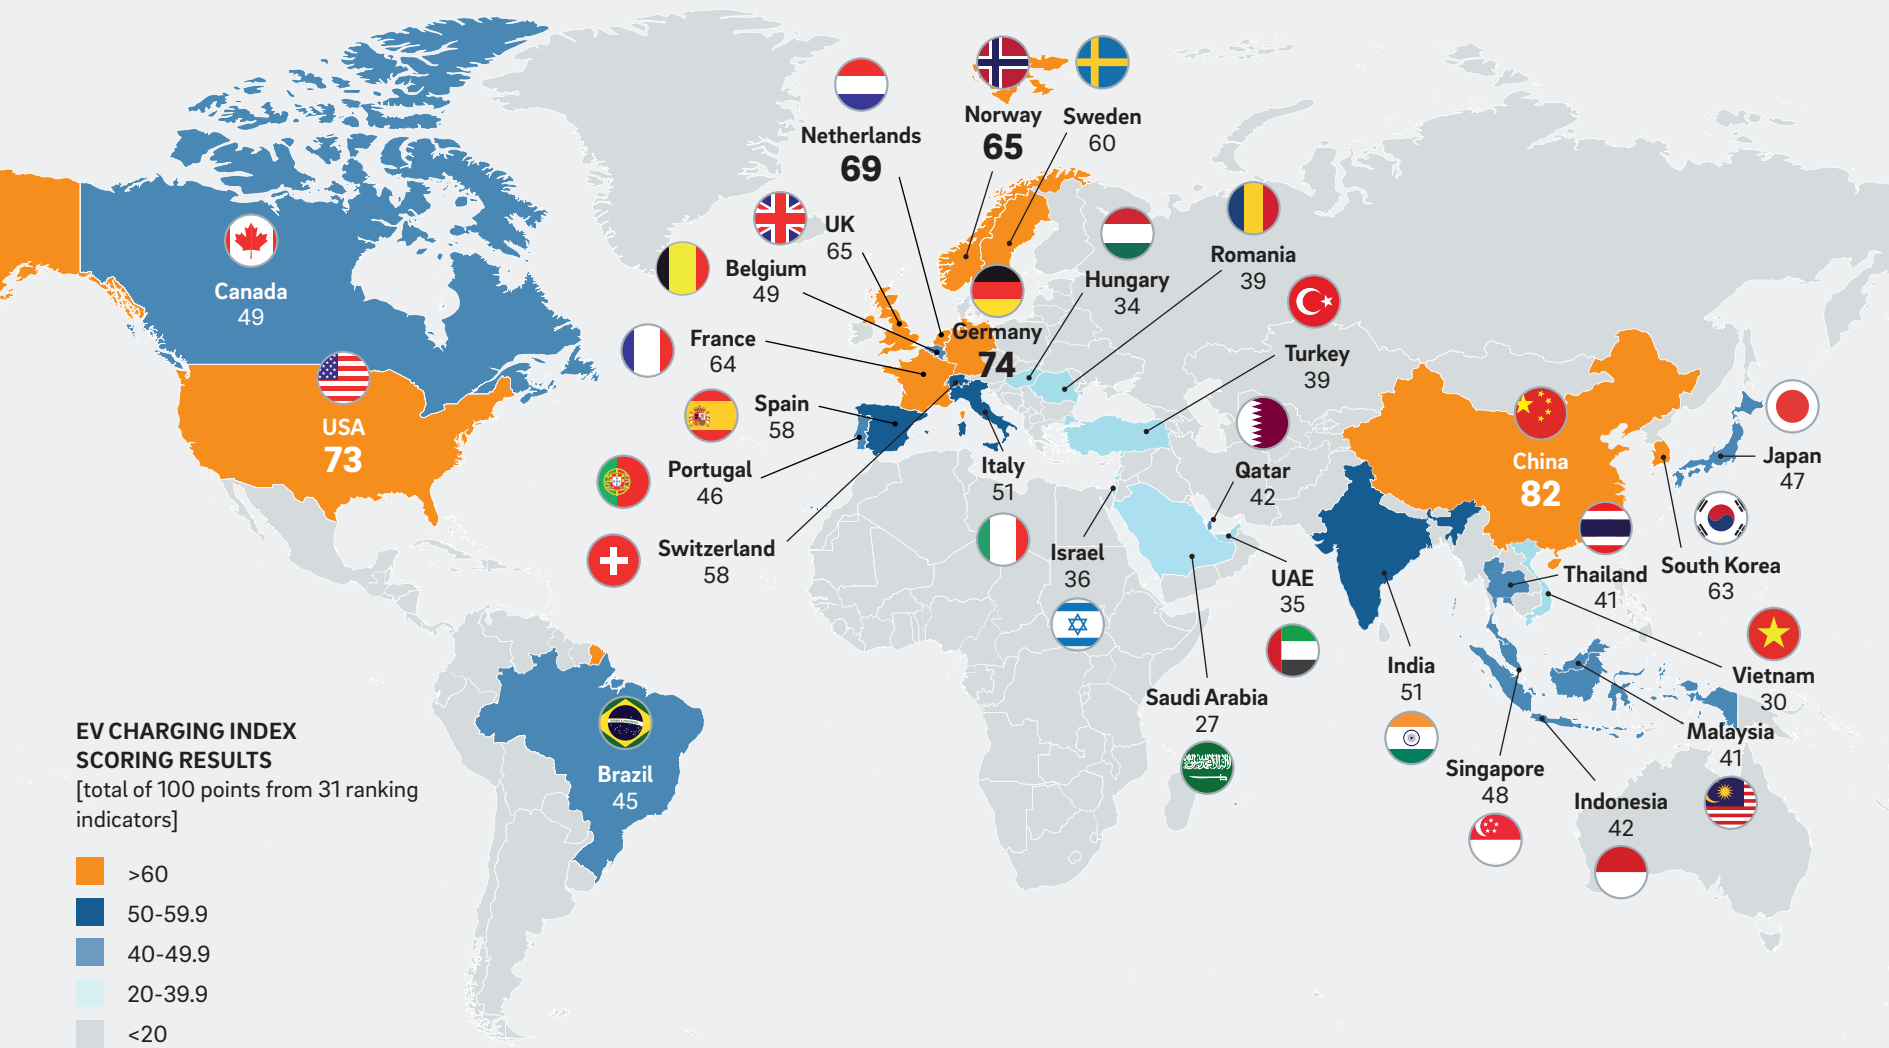 Netherlands
69
Norway
65
Sweden
60
UK
65
Belgium
49
Canada
49
France
64
Germany
74
Hungary
34
Romania
39
Turkey
39
USA
73
Spain
58
Portugal
46
Switzerland
58
Italy
51
Israel
36
Qatar
42
UAE
35
Saudi Arabia
27
China
82
Japan
47
South Korea
63
Thailand
41
Vietnam
30
India
51
Malaysia
41
Singapore
48
Indonesia
42
Brazil
45
EV CHARGING INDEX
SCORING RESULTS
[total of 100 points from 31 ranking
indicators]
>60
50-59.9
40-49.9
20-39.9
<20